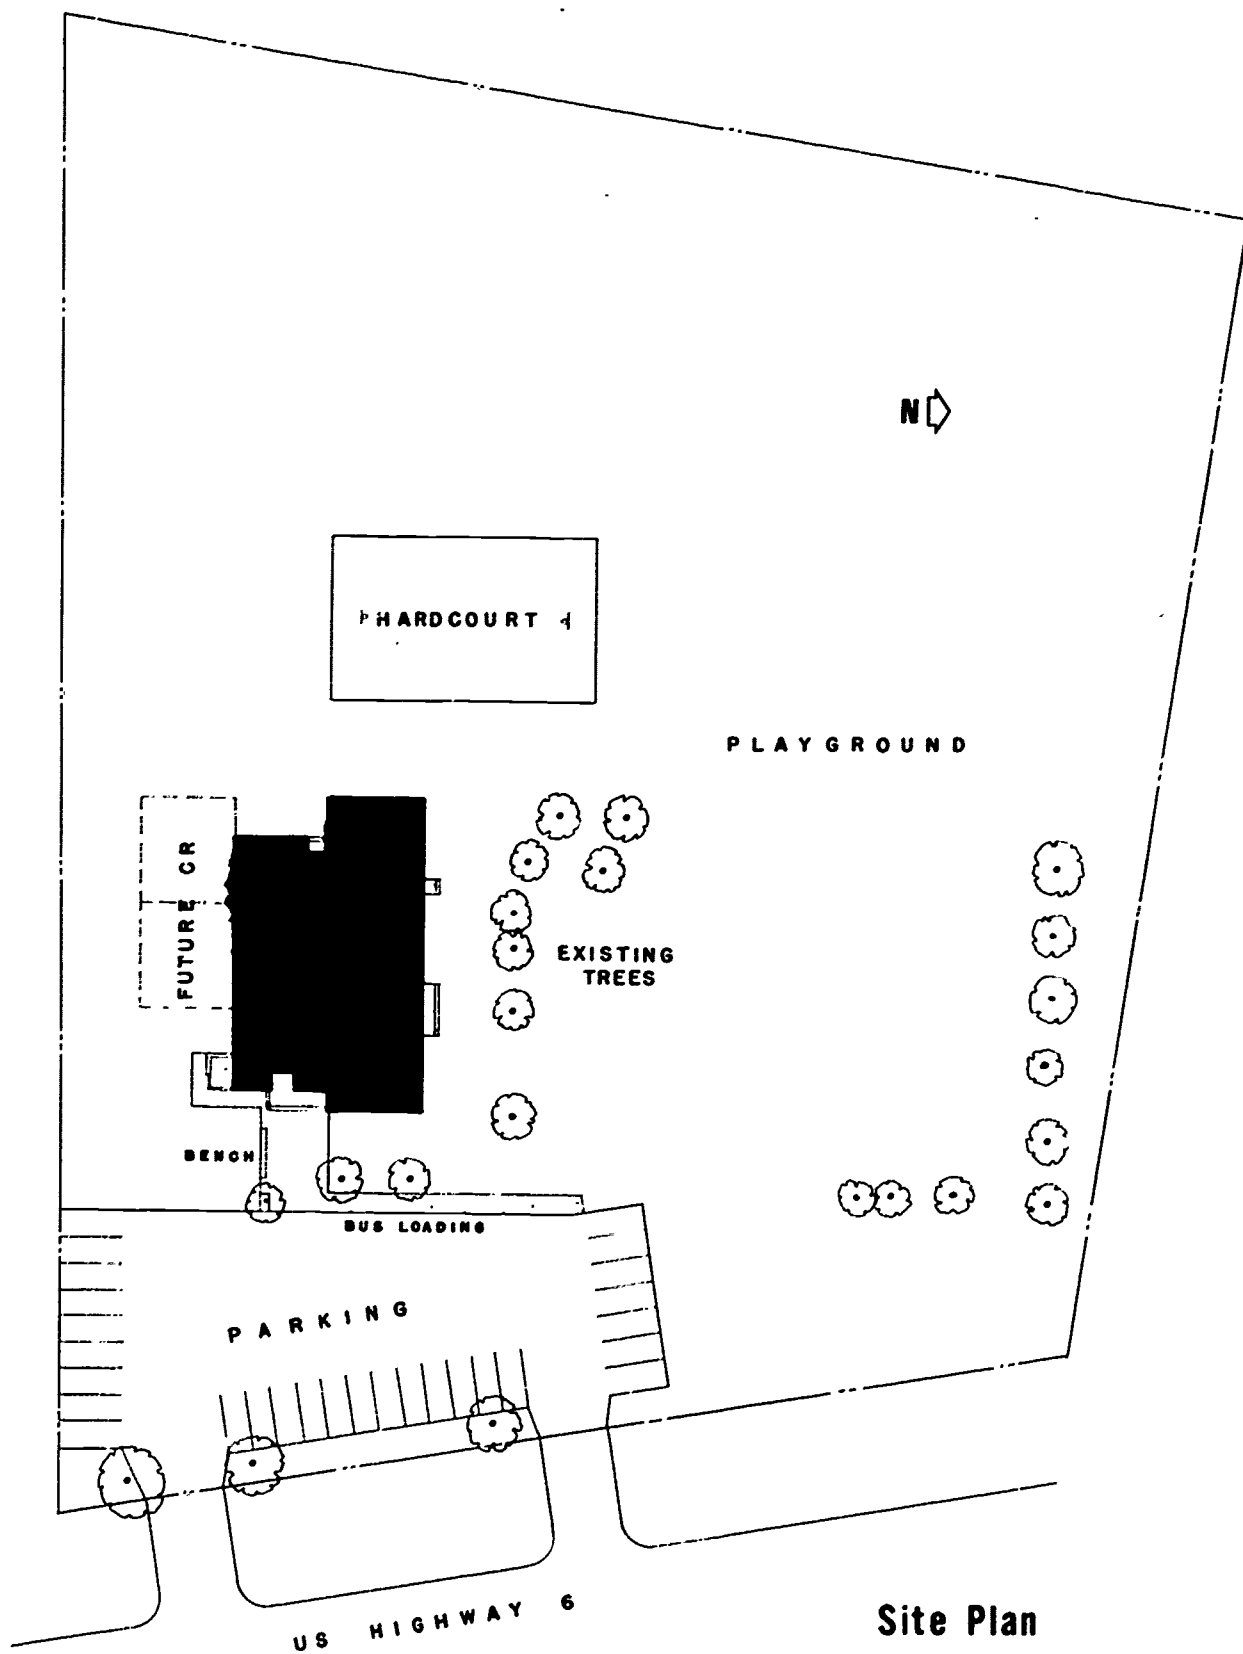 N
HARDCOURT
PLAYGROUND
FUTURE CR
EXISTING
TREES
BENCH
BUS LOADING
PARKING
US HIGHWAY 6
Site Plan